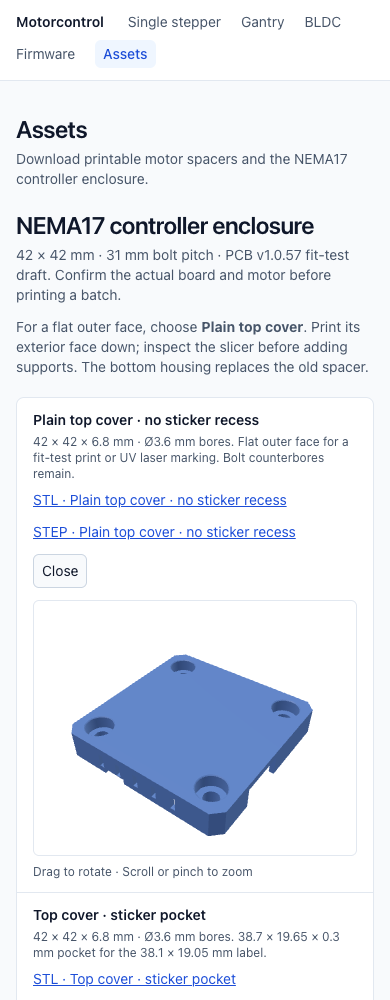 Motorcontrol Single stepper Gantry BLDC
Firmware Assets
Assets
Download printable motor spacers and the NEMA17
controller enclosure.
NEMA17 controller enclosure
42 × 42 mm · 31 mm bolt pitch · PCB v1.0.57 fit-test
draft. Confirm the actual board and motor before
printing a batch.
For a flat outer face, choose Plain top cover. Print its
exterior face down; inspect the slicer before adding
supports. The bottom housing replaces the old spacer.
Plain top cover · no sticker recess
42 × 42 × 6.8 mm · Ø3.6 mm bores. Flat outer face for a
fit-test print or UV laser marking. Bolt counterbores
remain.
STL · Plain top cover · no sticker recess
STEP · Plain top cover · no sticker recess
Close
Drag to rotate · Scroll or pinch to zoom
Top cover · sticker pocket
42 × 42 × 6.8 mm · Ø3.6 mm bores. 38.7 × 19.65 × 0.3
mm pocket for the 38.1 × 19.05 mm label.
STL · Top cover · sticker pocket